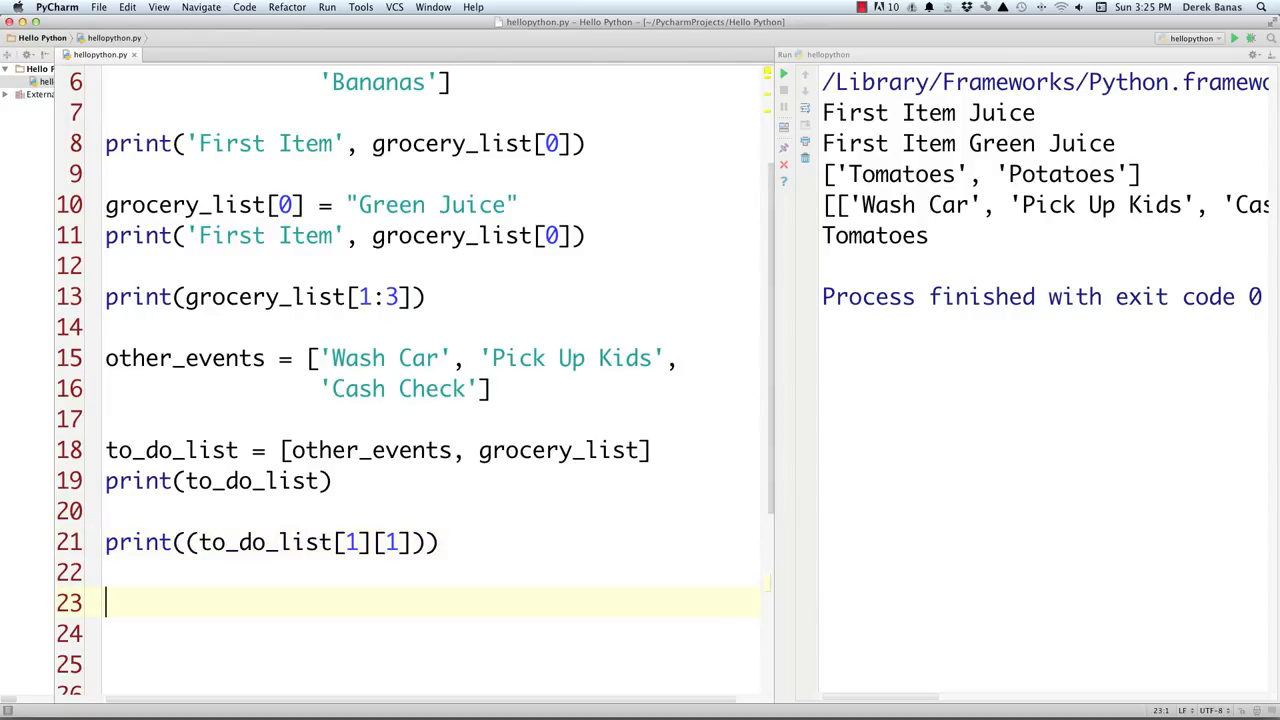 PyCharm File Edit View Navigate Code Refactor Run Tools VCS Window Help 10 Sun 3:25 PM Derek Banas
hellopython.py – Hello Python – [~/PycharmProjects/Hello Python]
Hello Python hellopython.py hellopython
hellopython.py Run hellopython
Hello P
hell
Externa
6 'Bananas']
7
8 print('First Item', grocery_list[0])
9
10 grocery_list[0] = "Green Juice"
11 print('First Item', grocery_list[0])
12
13 print(grocery_list[1:3])
14
15 other_events = ['Wash Car', 'Pick Up Kids',
16 'Cash Check']
17
18 to_do_list = [other_events, grocery_list]
19 print(to_do_list)
20
21 print((to_do_list[1][1]))
22
23
24
25
26
/Library/Frameworks/Python.framewo
First Item Juice
First Item Green Juice
['Tomatoes', 'Potatoes']
[['Wash Car', 'Pick Up Kids', 'Cas
Tomatoes
Process finished with exit code 0
23:1 LF UTF-8